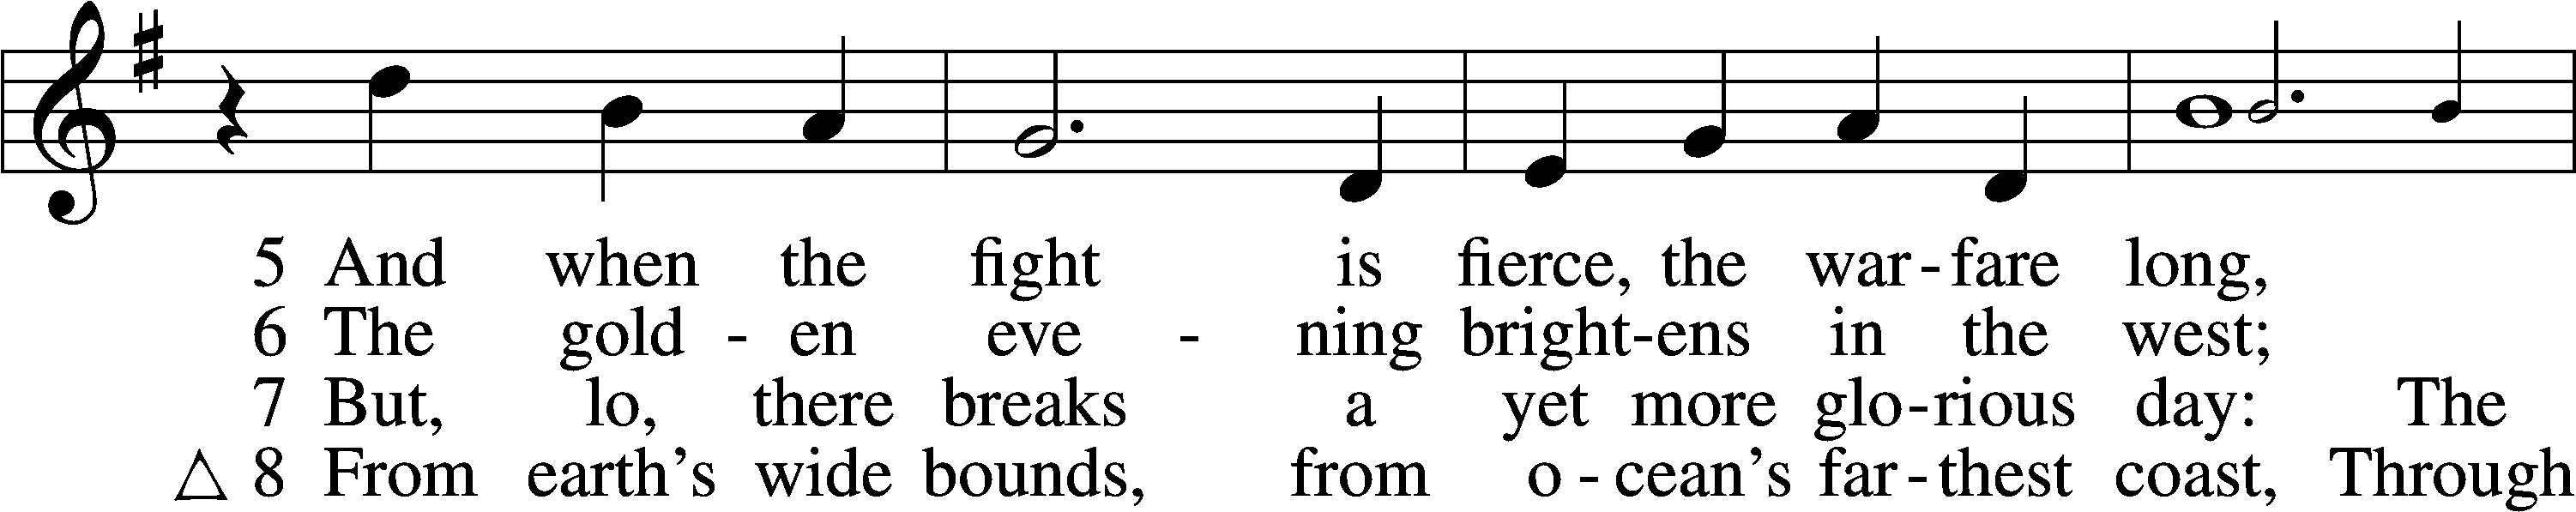 5 And when the fight is fierce, the war-fare long,
6 The gold-en eve-ning bright-ens in the west;
7 But, lo, there breaks a yet more glo-rious day: The
△ 8 From earth's wide bounds, from o-cean's far-thest coast, Through